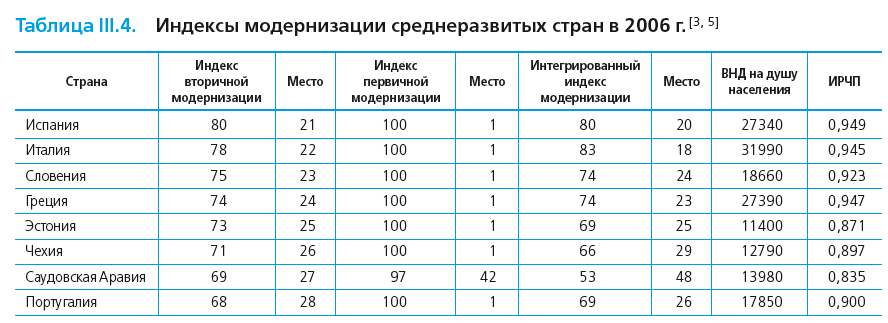 Таблица III.4. Индексы модернизации среднеразвитых стран в 2006 г.[3, 5]
Страна Индекс вторичной модернизации Место Индекс первичной модернизации Место Интегрированный индекс модернизации Место ВНД на душу населения ИРЧП
Испания 80 21 100 1 80 20 27340 0,949
Италия 78 22 100 1 83 18 31990 0,945
Словения 75 23 100 1 74 24 18660 0,923
Греция 74 24 100 1 74 23 27390 0,947
Эстония 73 25 100 1 69 25 11400 0,871
Чехия 71 26 100 1 66 29 12790 0,897
Саудовская Аравия 69 27 97 42 53 48 13980 0,835
Португалия 68 28 100 1 69 26 17850 0,900